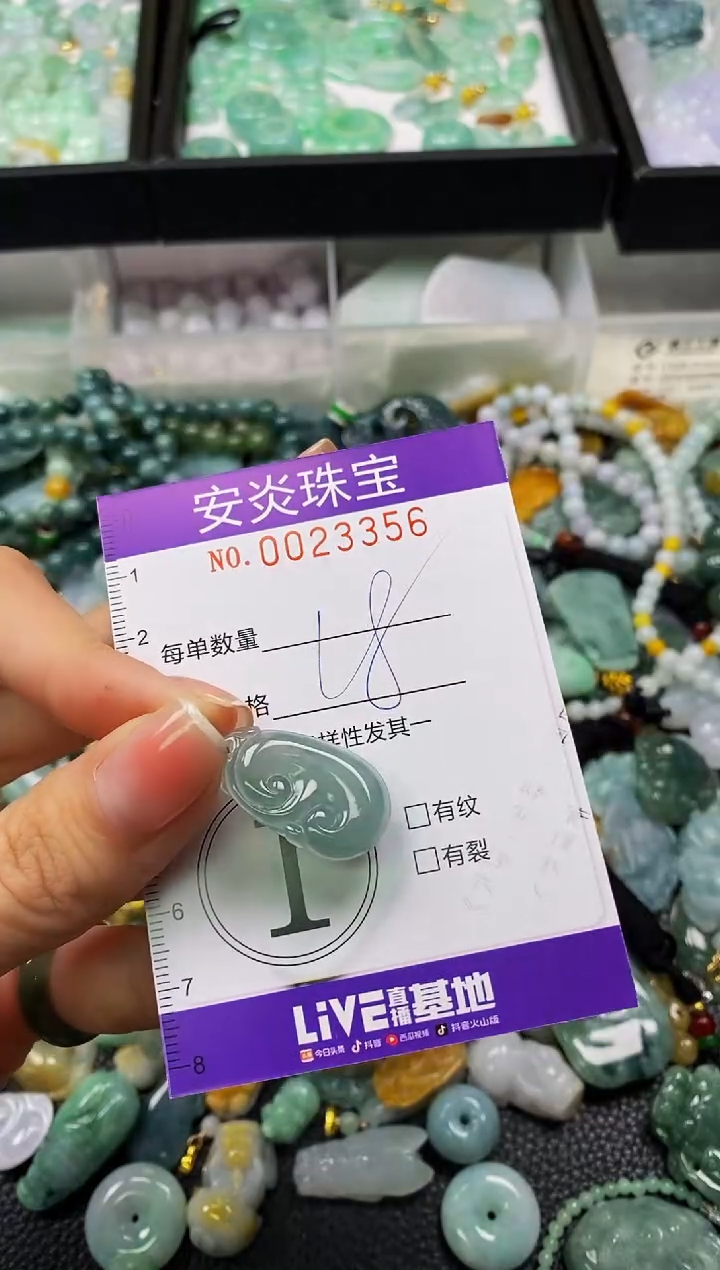 安炎珠宝
NO. 0023356
1
2
每单数量
18
格
样性发其一
有纹
有裂
1
6
7
8
LiVE直播基地
今日头条 抖音 西瓜视频 抖音火山版